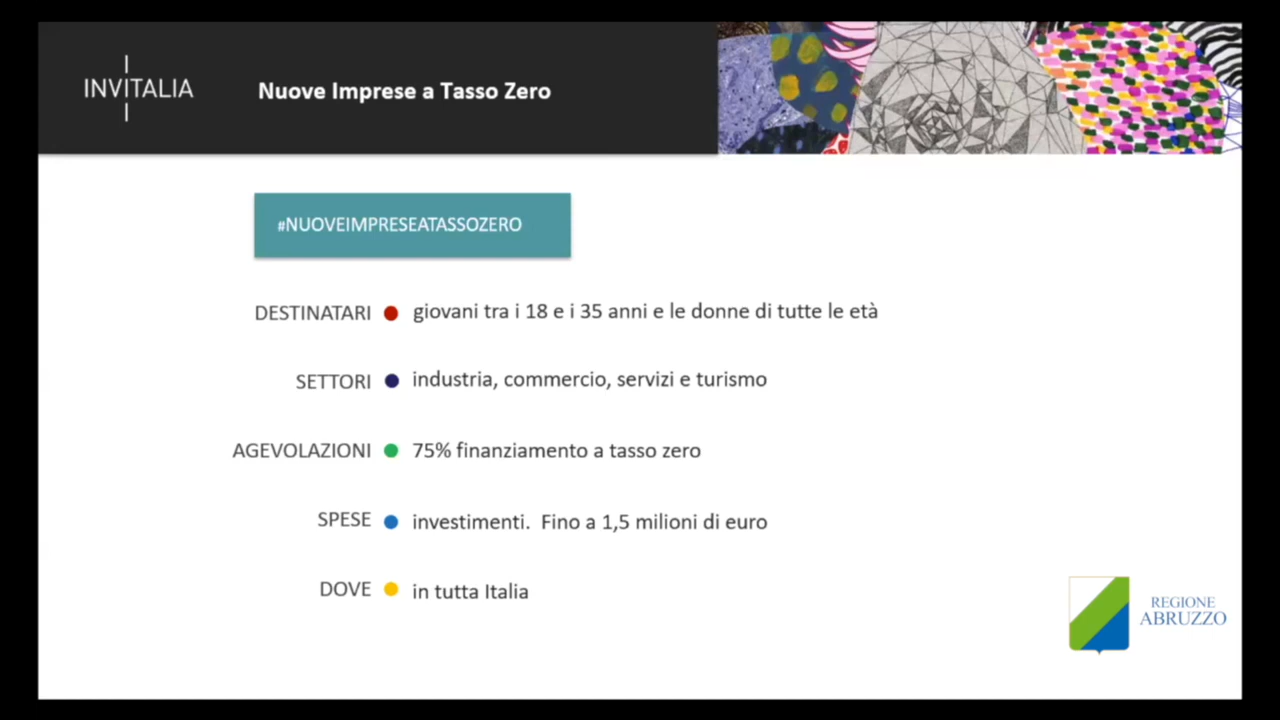 INVITALIA
Nuove Imprese a Tasso Zero
#NUOVEIMPRESEATASSOZERO
DESTINATARI giovani tra i 18 e i 35 anni e le donne di tutte le età
SETTORI industria, commercio, servizi e turismo
AGEVOLAZIONI 75% finanziamento a tasso zero
SPESE investimenti. Fino a 1,5 milioni di euro
DOVE in tutta Italia
REGIONE
ABRUZZO